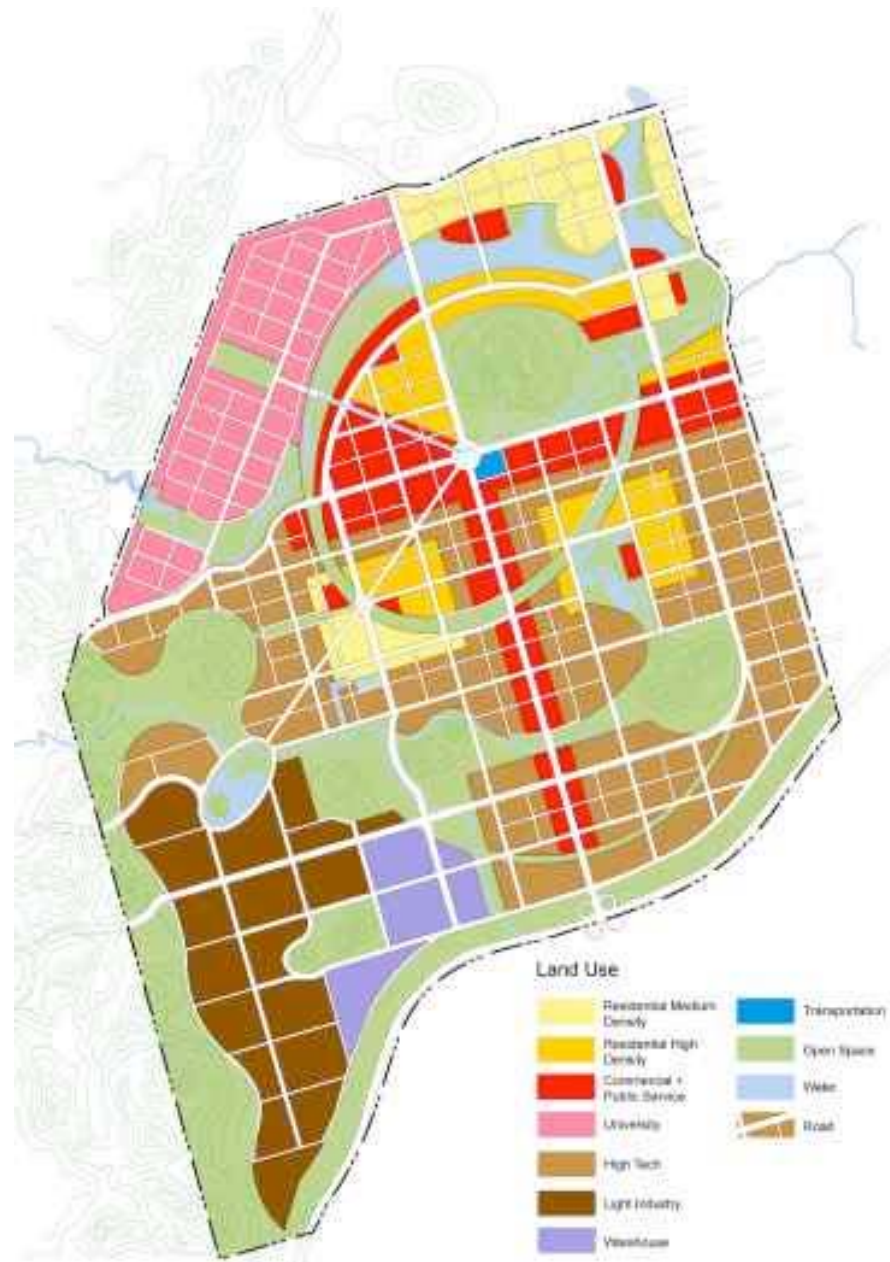 Land Use
Residential Medium
Density
Residential High
Density
Commercial +
Public Service
University
High Tech
Light Industry
Warehouse
Transportation
Open Space
Water
Road